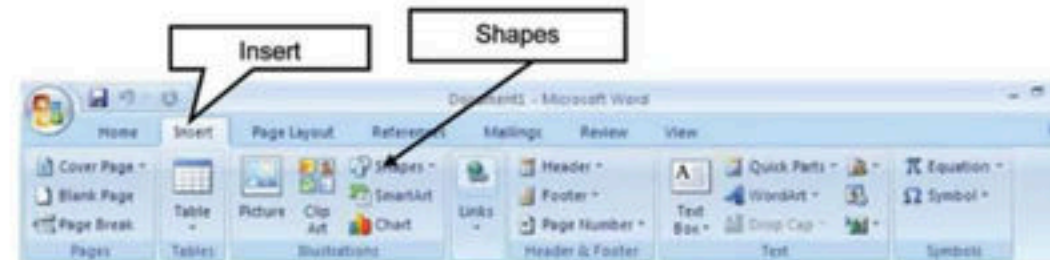 Insert
Shapes
Document1 - Microsoft Word
Home Insert Page Layout References Mailings Review View
Cover Page Shapes Header Quick Parts Equation
Blank Page SmartArt Footer WordArt Symbol
Page Break Table Picture Clip Art Chart Links Page Number Text Box Drop Cap
Pages Tables Illustrations Header & Footer Text Symbols